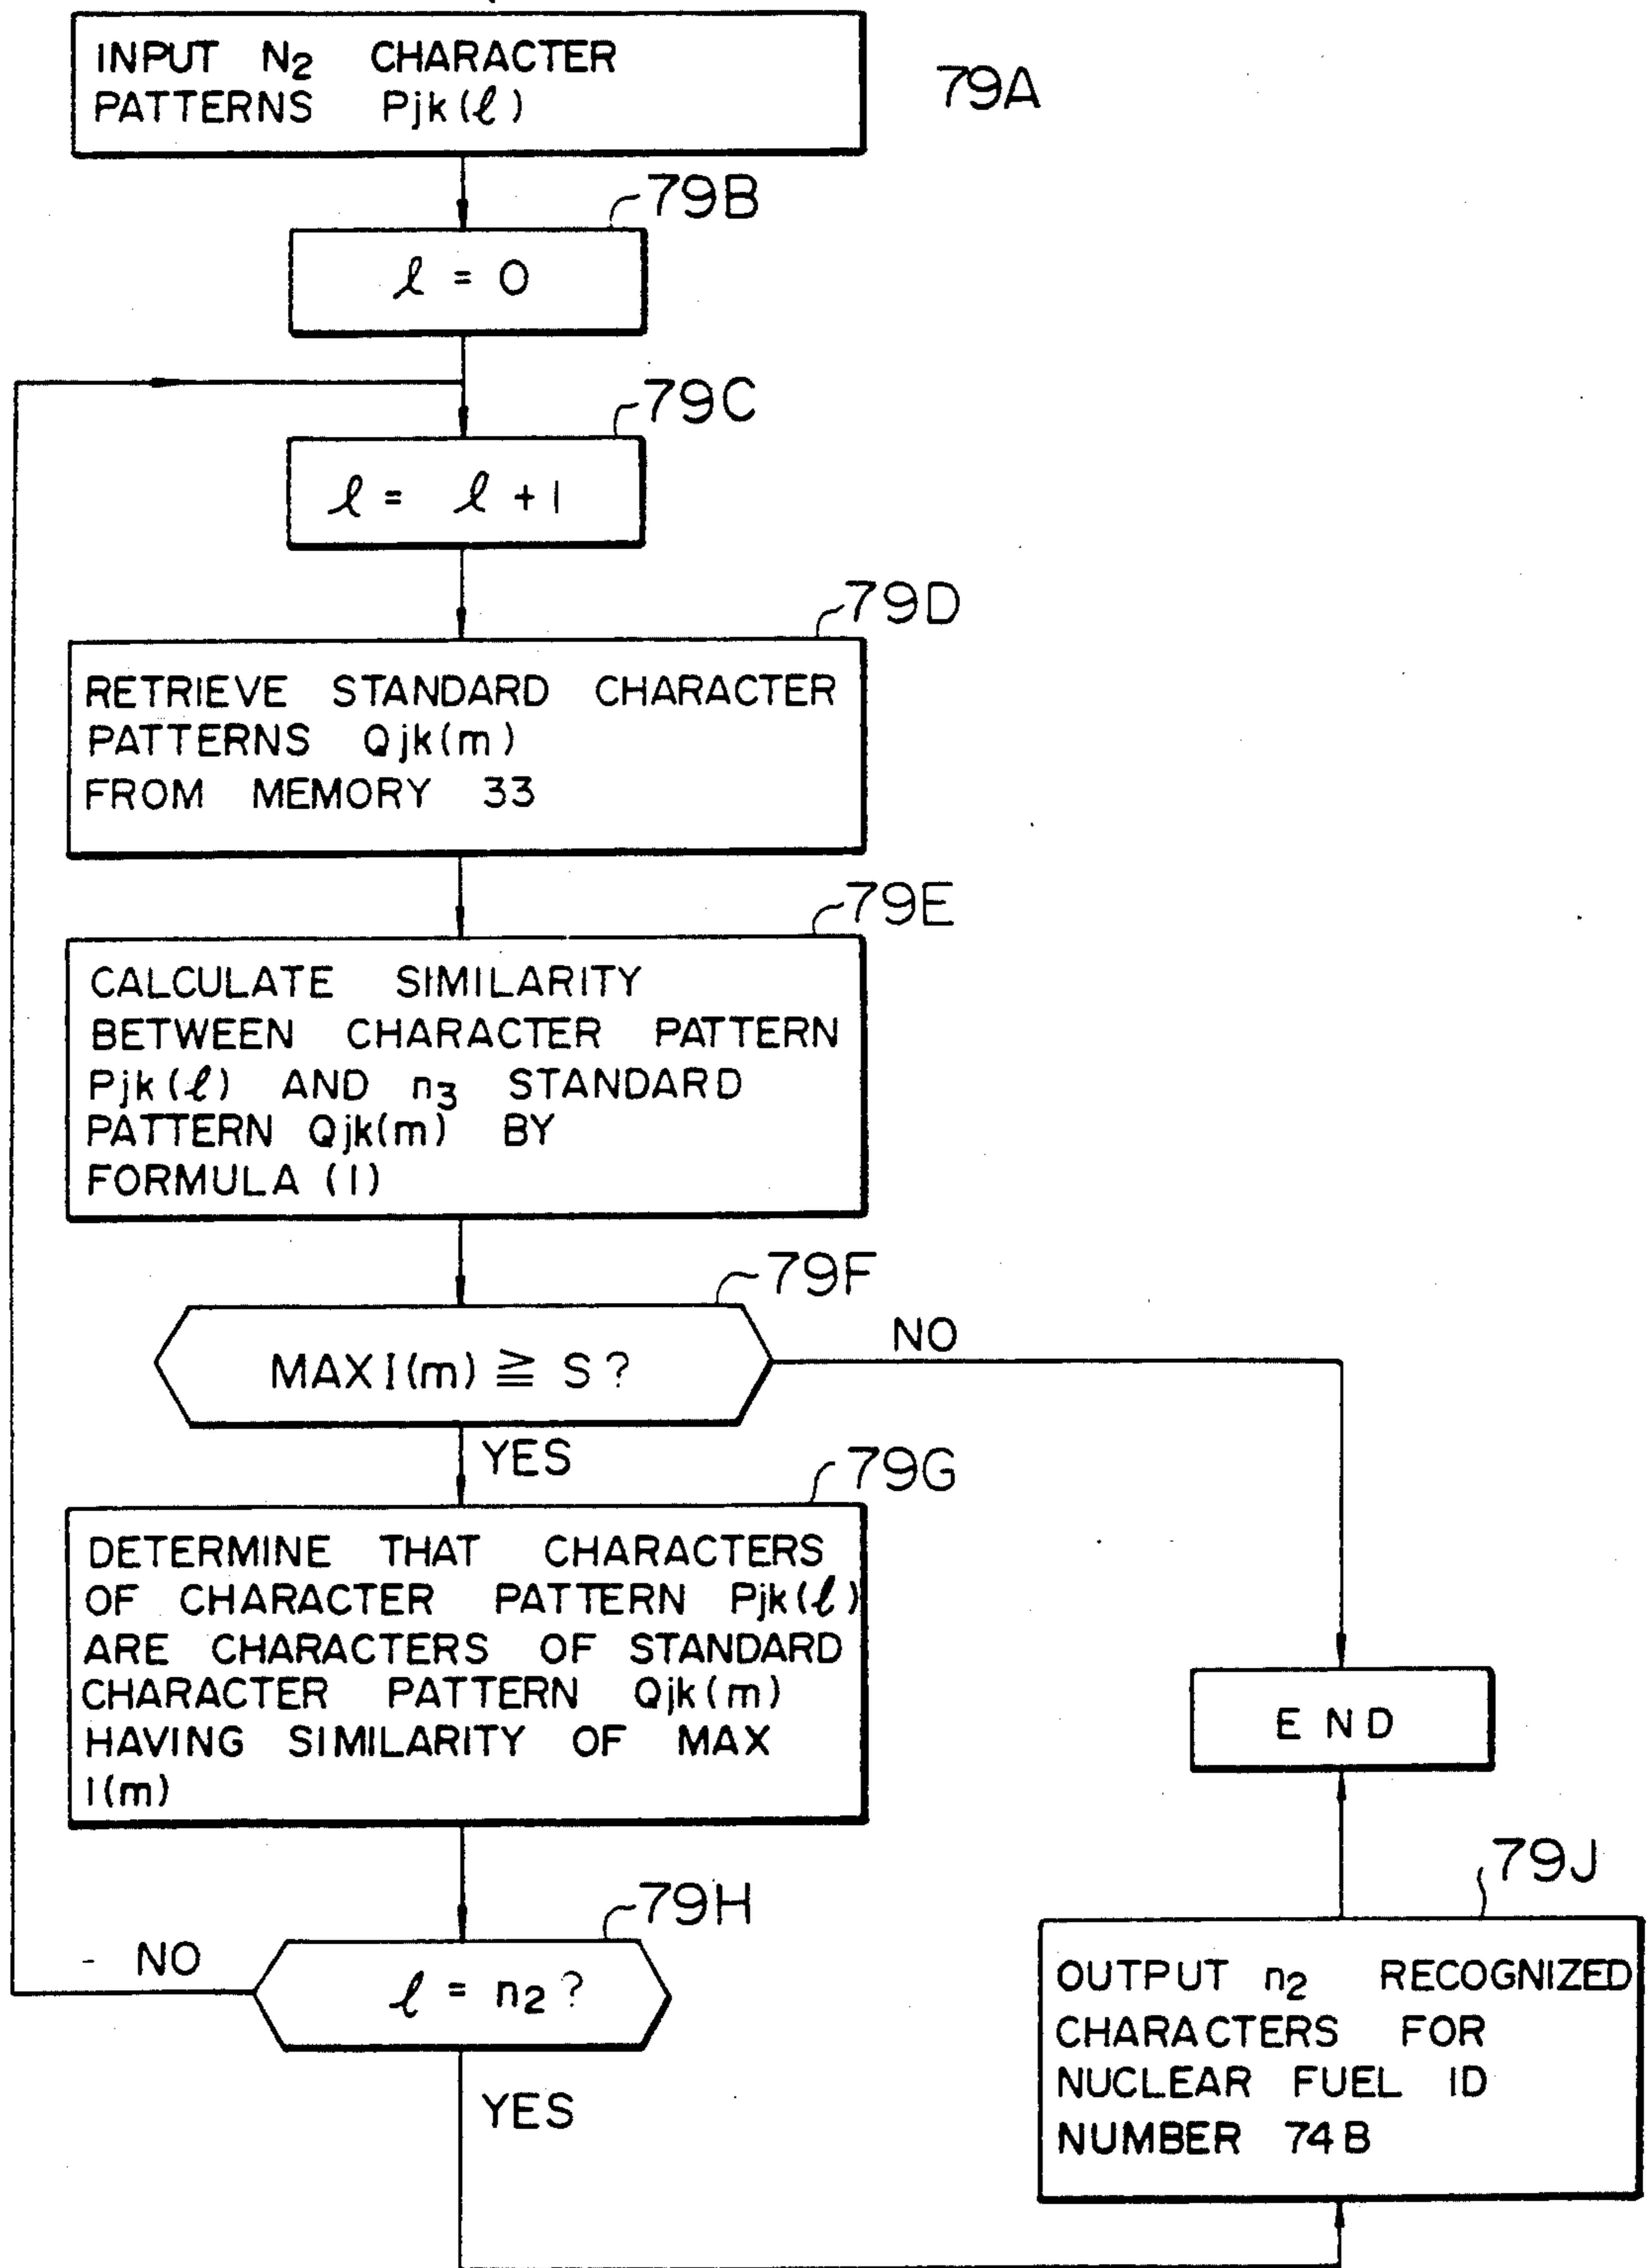 INPUT N₂ CHARACTER
PATTERNS Pjk(ℓ)
79A
79B
ℓ = 0
79C
ℓ = ℓ + 1
79D
RETRIEVE STANDARD CHARACTER
PATTERNS Qjk(m)
FROM MEMORY 33
79E
CALCULATE SIMILARITY
BETWEEN CHARACTER PATTERN
Pjk(ℓ) AND n₃ STANDARD
PATTERN Qjk(m) BY
FORMULA (1)
79F
MAX I(m) ≧ S?
NO
YES
79G
DETERMINE THAT CHARACTERS
OF CHARACTER PATTERN Pjk(ℓ)
ARE CHARACTERS OF STANDARD
CHARACTER PATTERN Qjk(m)
HAVING SIMILARITY OF MAX
I(m)
END
79H
NO
ℓ = n₂?
YES
79J
OUTPUT n₂ RECOGNIZED
CHARACTERS FOR
NUCLEAR FUEL ID
NUMBER 74B